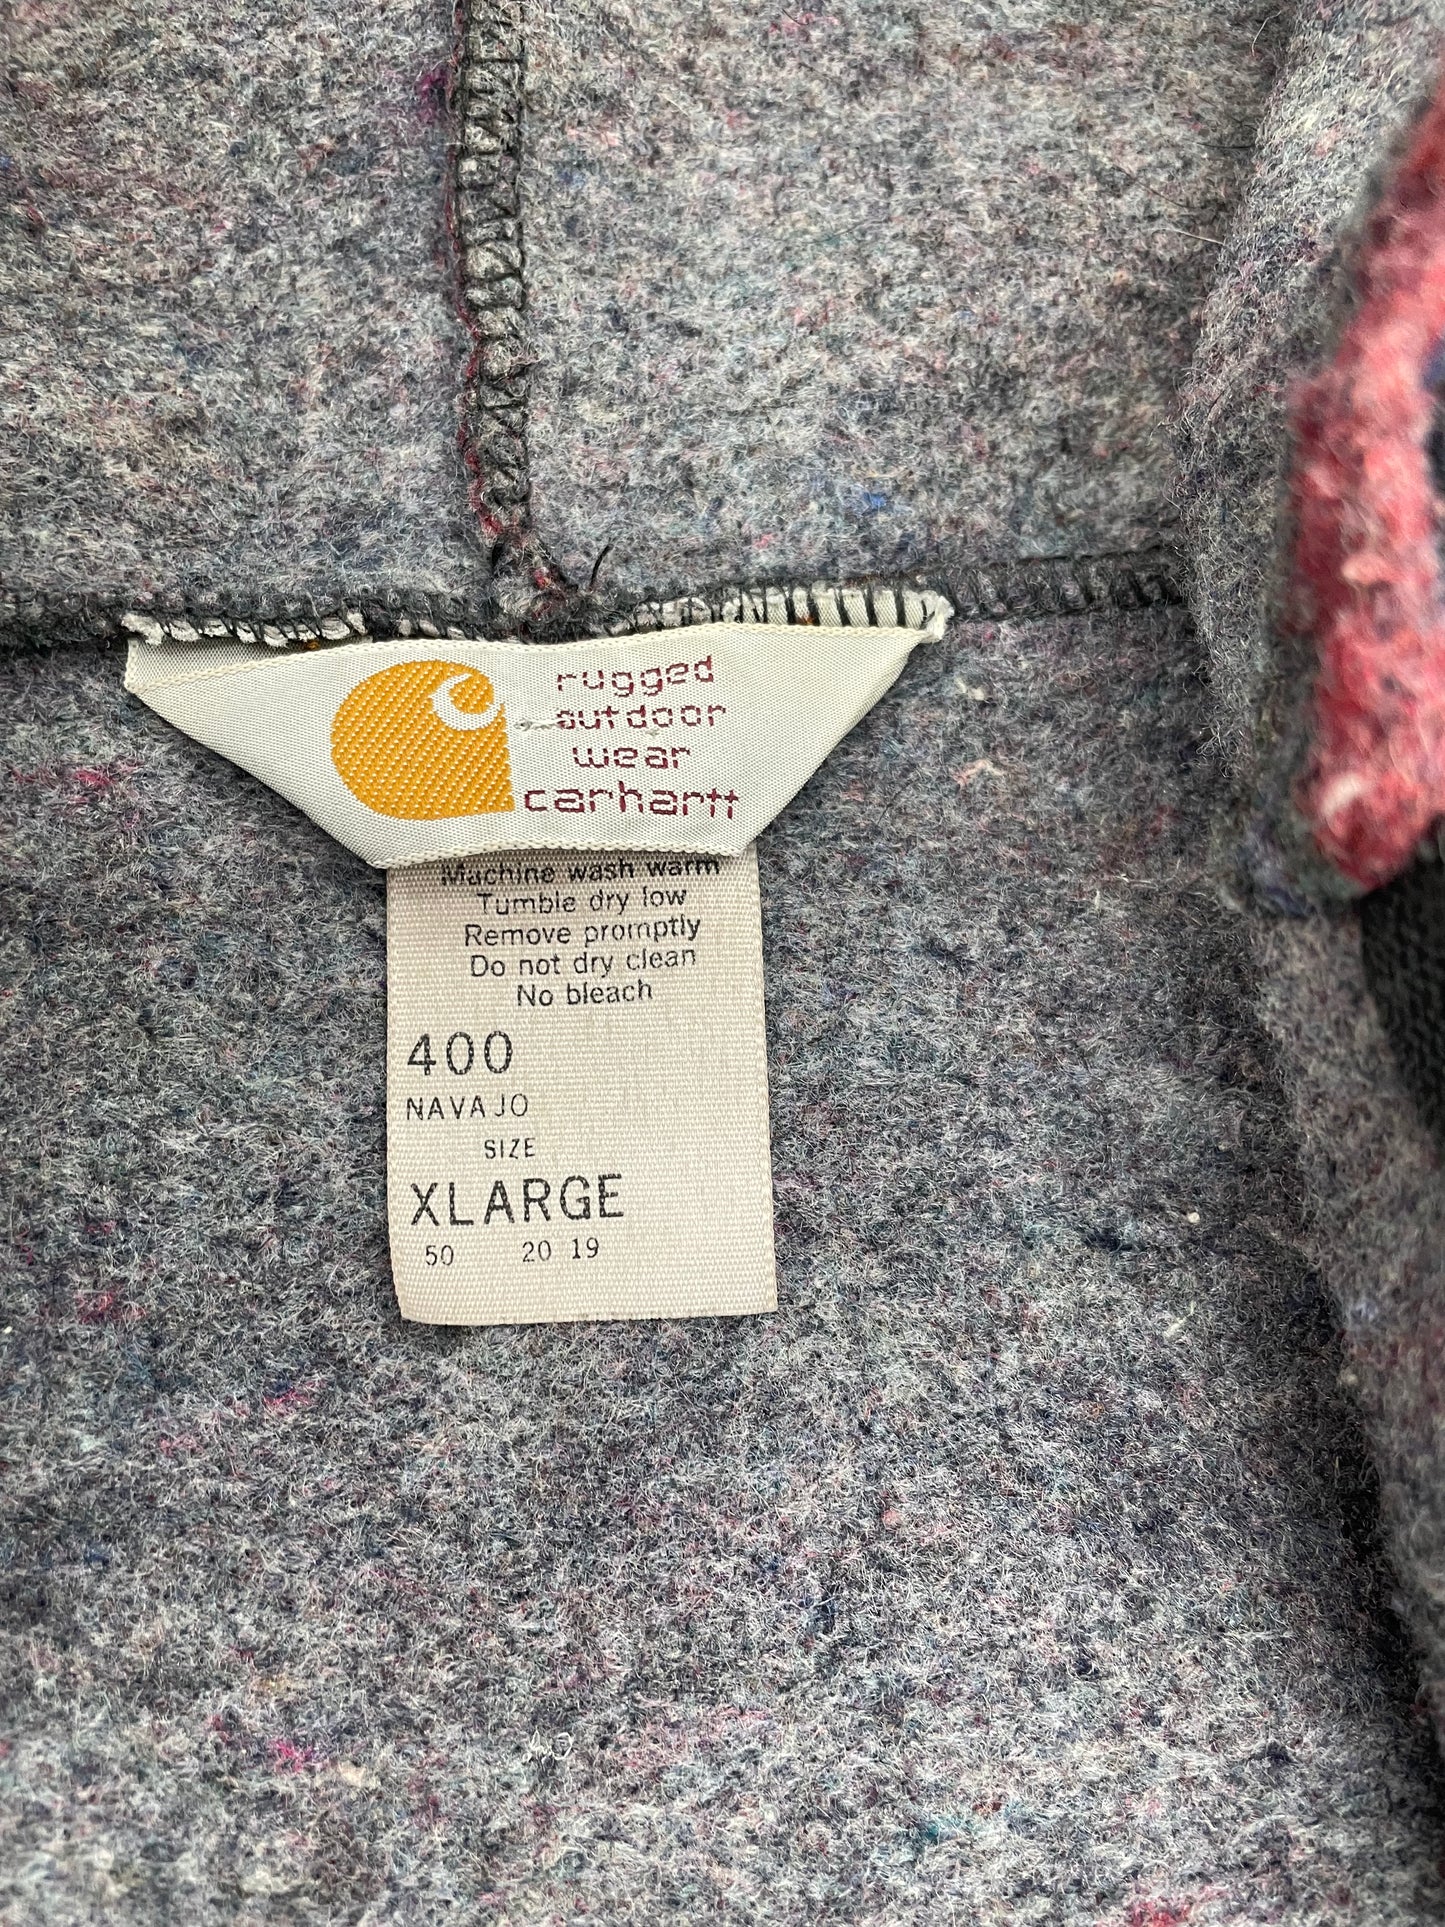 rugged
outdoor
wear
carhartt
Machine wash warm
Tumble dry low
Remove promptly
Do not dry clean
No bleach
400
NAVAJO
SIZE
XLARGE
50 20 19